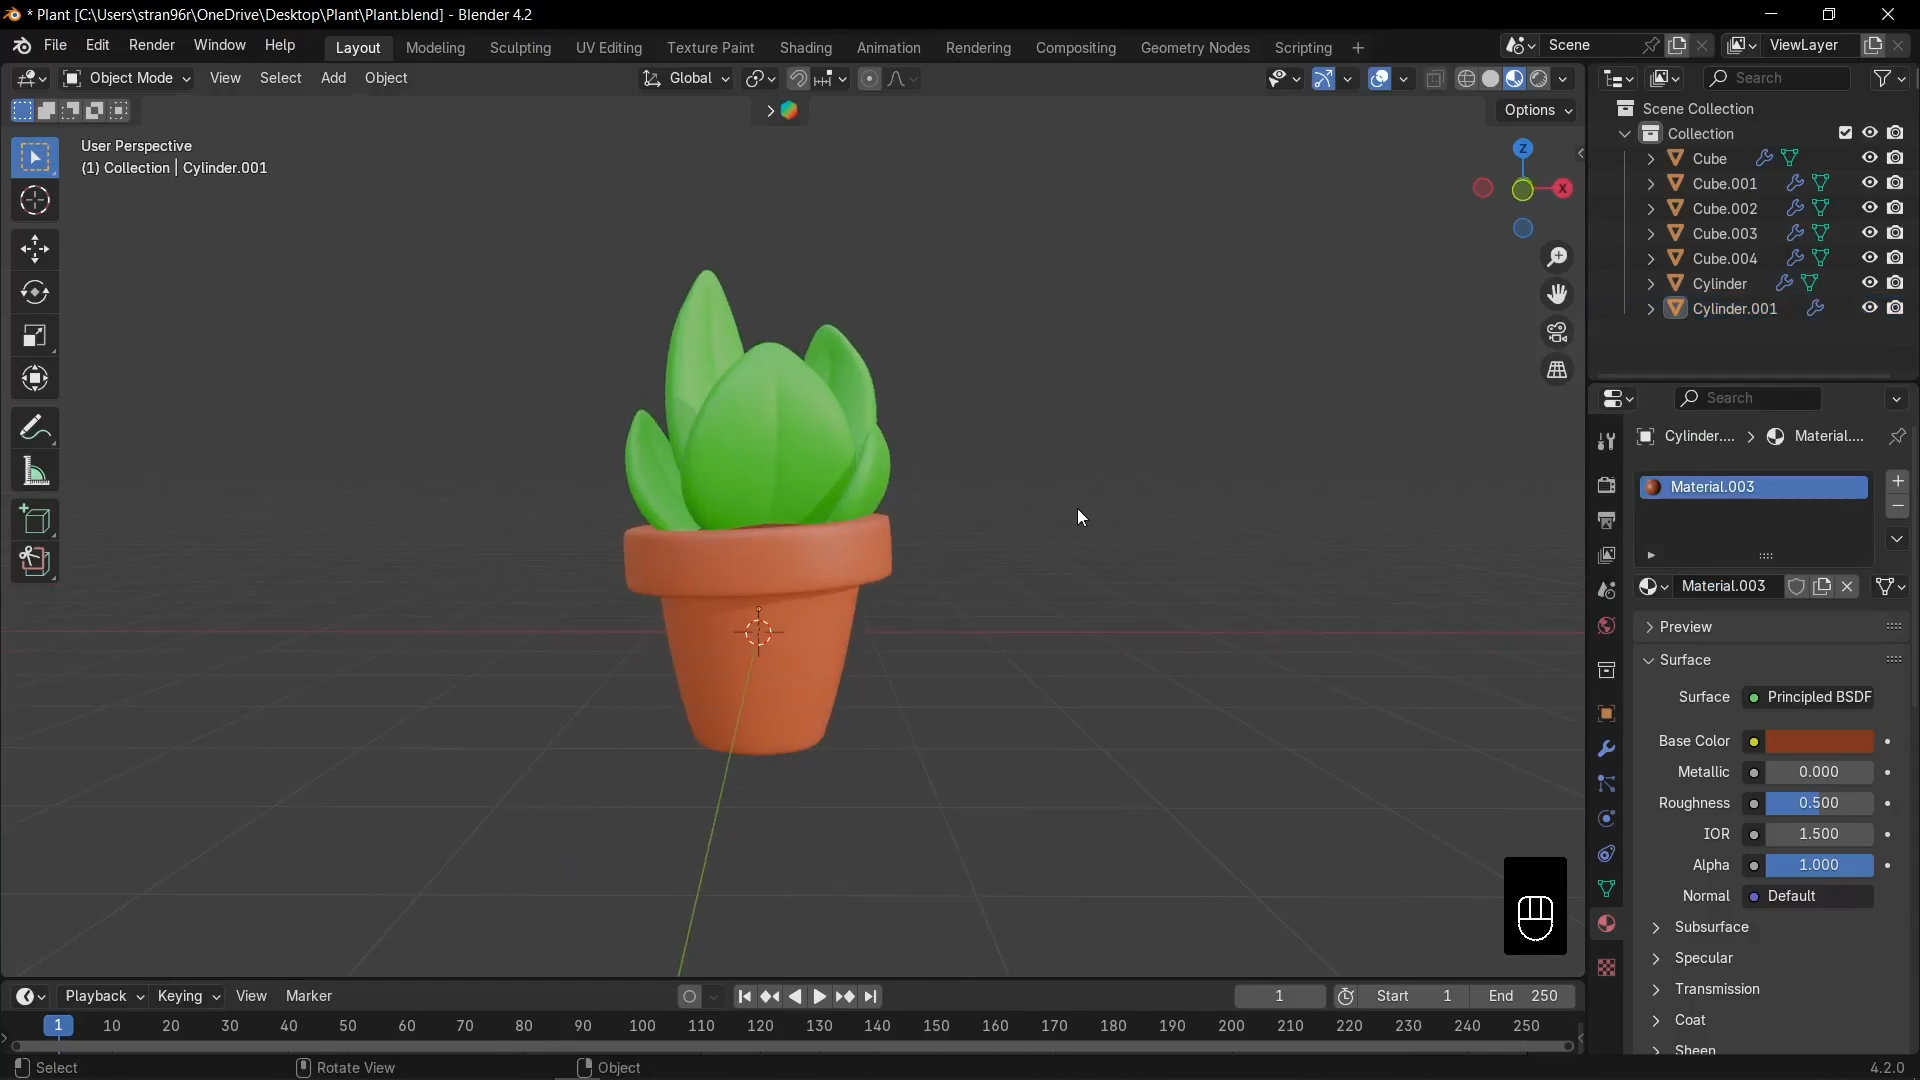 * Plant [C:\Users\stran96r\OneDrive\Desktop\Plant\Plant.blend] - Blender 4.2
File Edit Render Window Help Layout Modeling Sculpting UV Editing Texture Paint Shading Animation Rendering Compositing Geometry Nodes Scripting + Scene ViewLayer
Object Mode View Select Add Object Global Search
Options
User Perspective
(1) Collection | Cylinder.001
Z
X
Scene Collection
Collection
Cube
Cube.001
Cube.002
Cube.003
Cube.004
Cylinder
Cylinder.001
Search
Cylinder.... > Material....
Material.003
Material.003
Preview
Surface
Surface Principled BSDF
Base Color
Metallic 0.000
Roughness 0.500
IOR 1.500
Alpha 1.000
Normal Default
Subsurface
Specular
Transmission
Coat
Sheen
Playback Keying View Marker 1 Start 1 End 250
1 10 20 30 40 50 60 70 80 90 100 110 120 130 140 150 160 170 180 190 200 210 220 230 240 250
Select Rotate View Object 4.2.0